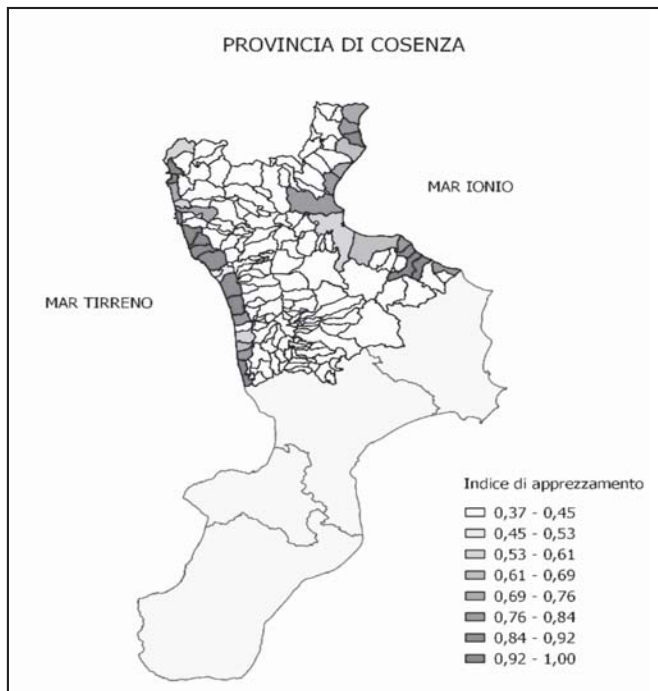 PROVINCIA DI COSENZA
MAR IONIO
MAR TIRRENO
Indice di apprezzamento
0,37 - 0,45
0,45 - 0,53
0,53 - 0,61
0,61 - 0,69
0,69 - 0,76
0,76 - 0,84
0,84 - 0,92
0,92 - 1,00